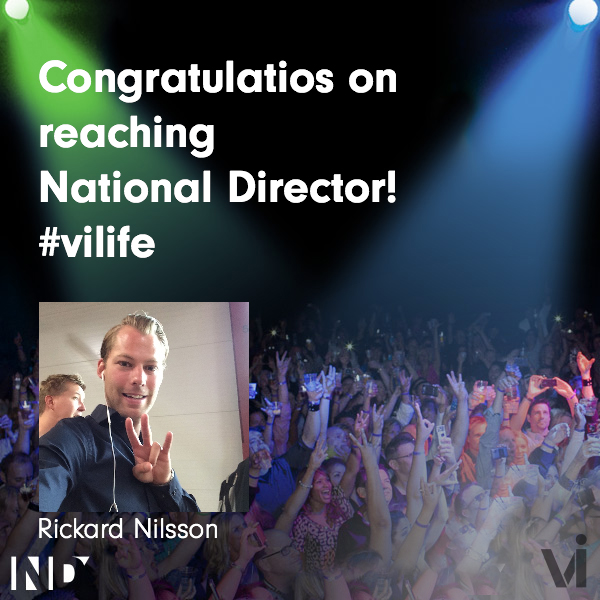 Congratulatios on
reaching
National Director!
#vilife
Rickard Nilsson
ND
vi